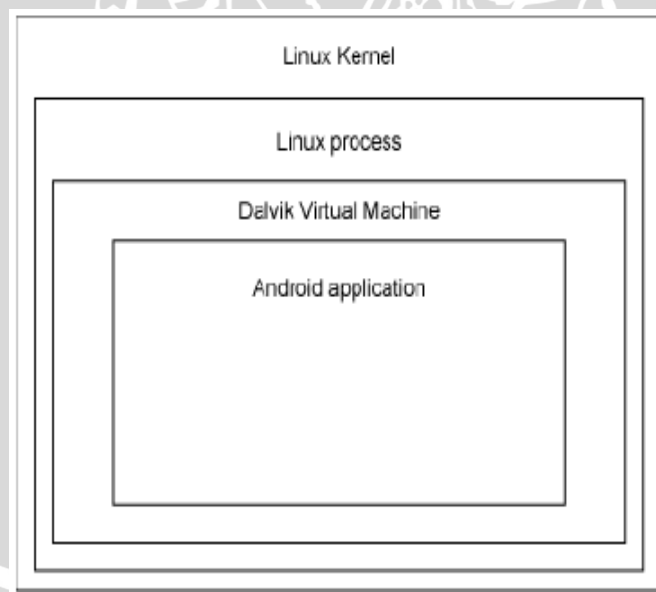 Linux Kernel
Linux process
Dalvik Virtual Machine
Android application